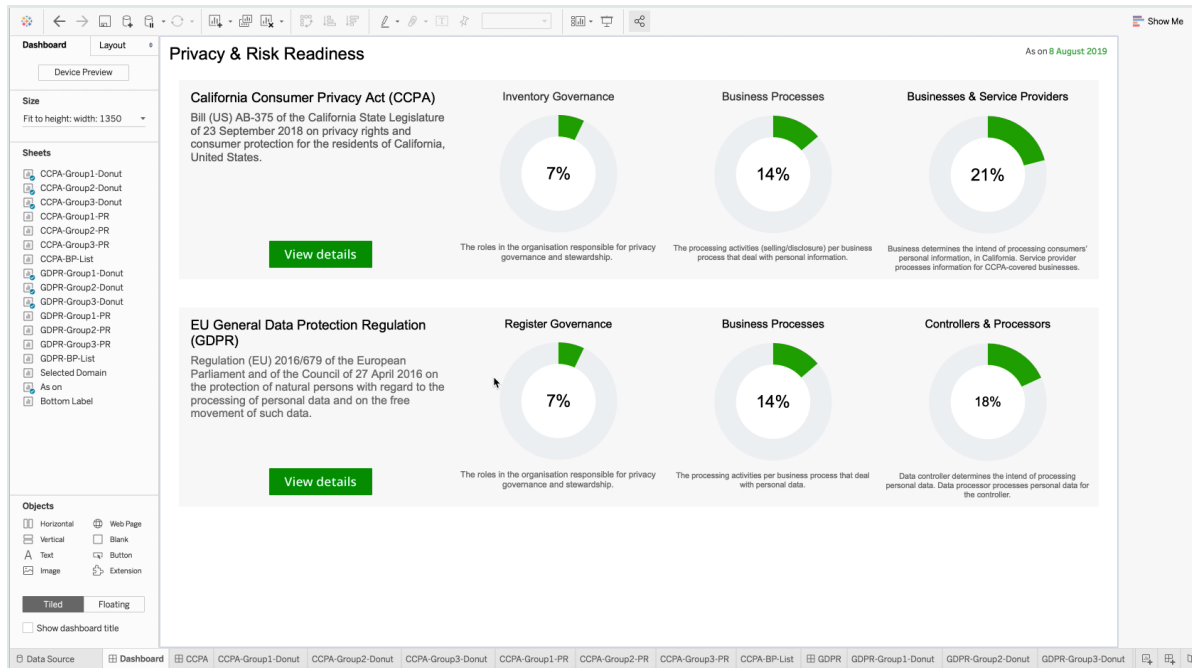 Show Me
Dashboard
Layout
Device Preview
Size
Fit to height: width: 1350
Sheets
CCPA-Group1-Donut
CCPA-Group2-Donut
CCPA-Group3-Donut
CCPA-Group1-PR
CCPA-Group2-PR
CCPA-Group3-PR
CCPA-BP-List
GDPR-Group1-Donut
GDPR-Group2-Donut
GDPR-Group3-Donut
GDPR-Group1-PR
GDPR-Group2-PR
GDPR-Group3-PR
GDPR-BP-List
Selected Domain
As on
Bottom Label
Objects
Horizontal
Web Page
Vertical
Blank
A Text
Button
Image
Extension
Tiled
Floating
Show dashboard title
Privacy & Risk Readiness
As on 8 August 2019
California Consumer Privacy Act (CCPA)
Bill (US) AB-375 of the California State Legislature
of 23 September 2018 on privacy rights and
consumer protection for the residents of California,
United States.
View details
Inventory Governance
7%
The roles in the organisation responsible for privacy
governance and stewardship.
Business Processes
14%
The processing activities (selling/disclosure) per business
process that deal with personal information.
Businesses & Service Providers
21%
Business determines the intend of processing consumers'
personal information, in California. Service provider
processes information for CCPA-covered businesses.
EU General Data Protection Regulation
(GDPR)
Regulation (EU) 2016/679 of the European
Parliament and of the Council of 27 April 2016 on
the protection of natural persons with regard to the
processing of personal data and on the free
movement of such data.
View details
Register Governance
7%
The roles in the organisation responsible for privacy
governance and stewardship.
Business Processes
14%
The processing activities per business process that deal
with personal data.
Controllers & Processors
18%
Data controller determines the intend of processing
personal data. Data processor processes personal data for
the controller.
Data Source
Dashboard
CCPA
CCPA-Group1-Donut
CCPA-Group2-Donut
CCPA-Group3-Donut
CCPA-Group1-PR
CCPA-Group2-PR
CCPA-Group3-PR
CCPA-BP-List
GDPR
GDPR-Group1-Donut
GDPR-Group2-Donut
GDPR-Group3-Donut